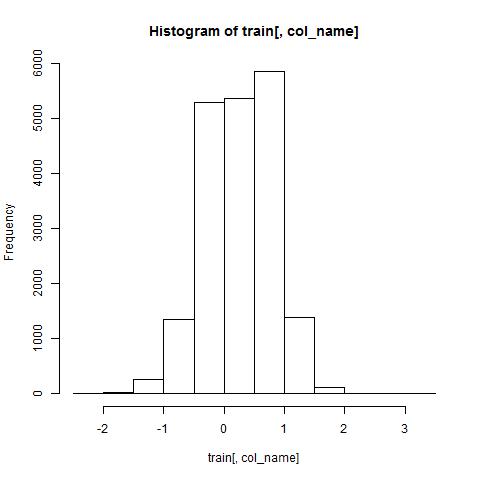 Histogram of train[, col_name]
Frequency
6000
5000
4000
3000
2000
1000
0
-2 -1 0 1 2 3
train[, col_name]